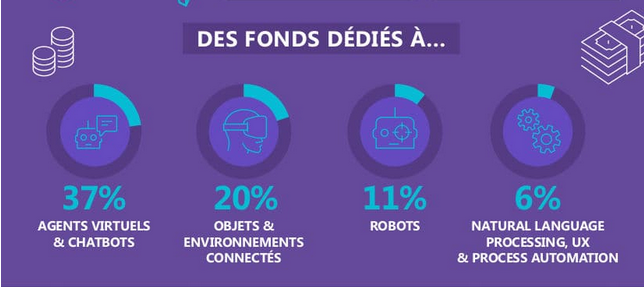 DES FONDS DÉDIÉS À...
37%
AGENTS VIRTUELS
& CHATBOTS
20%
OBJETS &
ENVIRONNEMENTS
CONNECTÉS
11%
ROBOTS
6%
NATURAL LANGUAGE
PROCESSING, UX
& PROCESS AUTOMATION